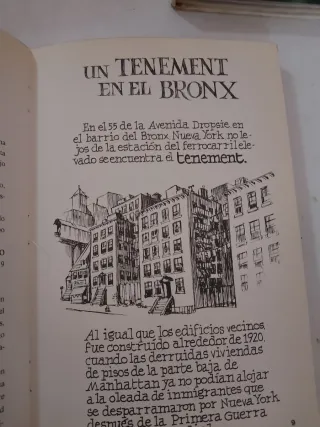 UN TENEMENT
EN EL BRONX
En el 55 de la Avenida Dropsie, en
el barrio del Bronx, Nueva York, no le-
jos de la estación del ferrocarril ele-
vado se encuentra el tenement.
Al igual que los edificios vecinos,
fue construido alrededor de 1920,
cuando las derruidas viviendas
de pisos de la parte baja de
Manhattan ya no podían alojar
a la oleada de inmigrantes que
se desparramaron por Nueva York
después de la Primera Guerra
9